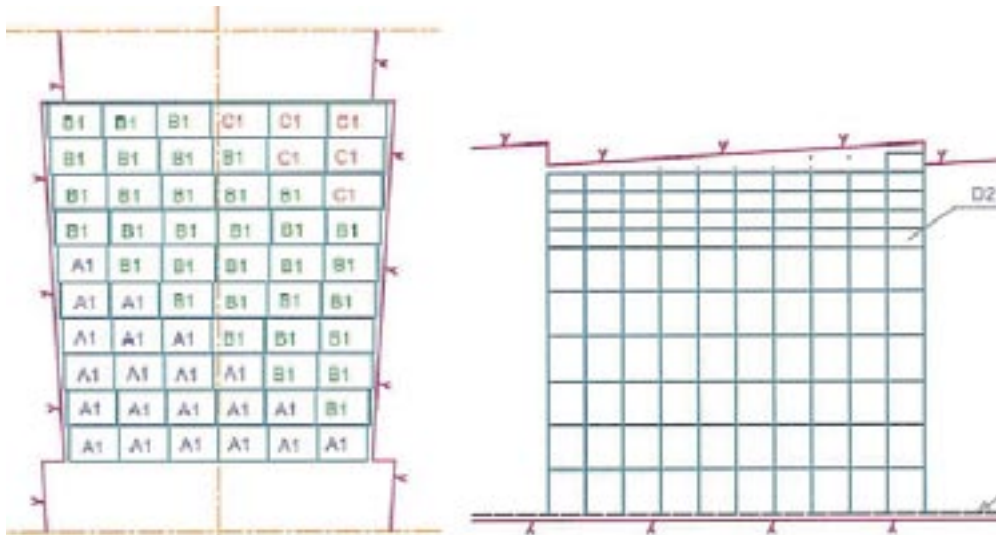 B1 B1 B1 C1 C1 C1
B1 B1 B1 B1 C1 C1
B1 B1 B1 B1 B1 C1
B1 B1 B1 B1 B1 B1
A1 B1 B1 B1 B1 B1
A1 A1 B1 B1 B1 B1
A1 A1 A1 B1 B1 B1
A1 A1 A1 A1 B1 B1
A1 A1 A1 A1 A1 B1
A1 A1 A1 A1 A1 A1
D2